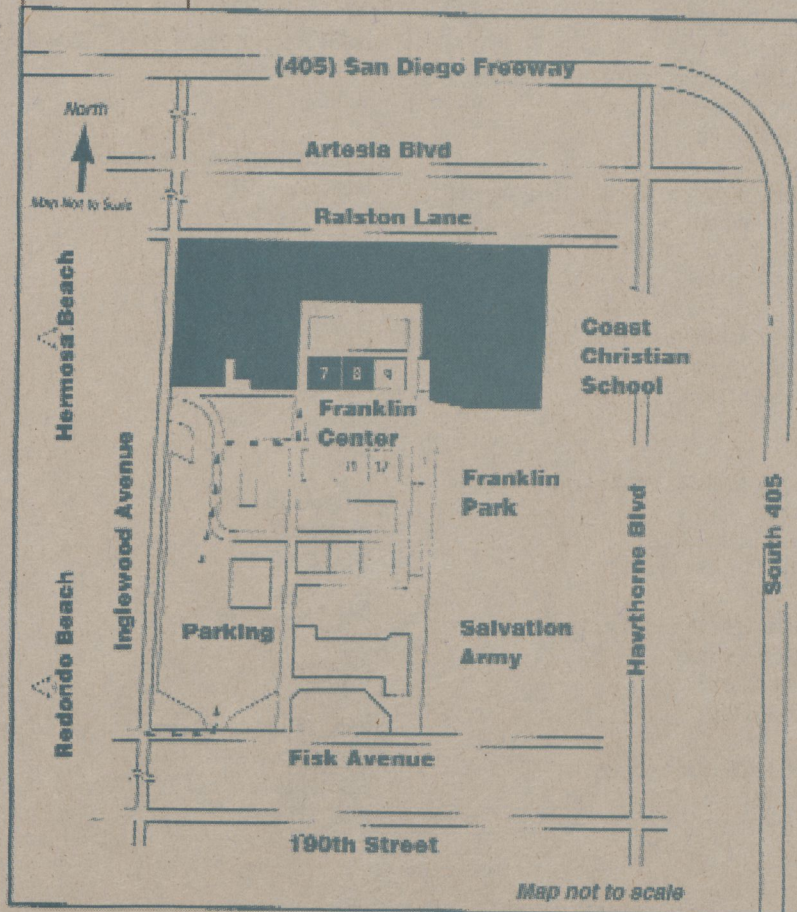 (405) San Diego Freeway
North
Artesia Blvd
Map Not to Scale
Ralston Lane
Hermosa Beach
Coast
Christian
School
7 8 9
Franklin
Center
11 12
Franklin
Park
Inglewood Avenue
Hawthorne Blvd
South 405
Redondo Beach
Parking
Salvation
Army
Fisk Avenue
190th Street
Map not to scale